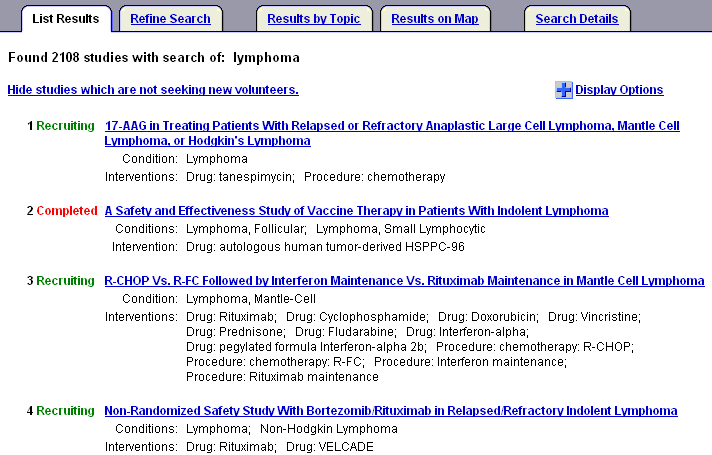 List Results Refine Search Results by Topic Results on Map Search Details
Found 2108 studies with search of: lymphoma
Hide studies which are not seeking new volunteers. Display Options
1 Recruiting 17-AAG in Treating Patients With Relapsed or Refractory Anaplastic Large Cell Lymphoma, Mantle Cell
Lymphoma, or Hodgkin's Lymphoma
Condition: Lymphoma
Interventions: Drug: tanespimycin; Procedure: chemotherapy
2 Completed A Safety and Effectiveness Study of Vaccine Therapy in Patients With Indolent Lymphoma
Conditions: Lymphoma, Follicular; Lymphoma, Small Lymphocytic
Intervention: Drug: autologous human tumor-derived HSPPC-96
3 Recruiting R-CHOP Vs. R-FC Followed by Interferon Maintenance Vs. Rituximab Maintenance in Mantle Cell Lymphoma
Condition: Lymphoma, Mantle-Cell
Interventions: Drug: Rituximab; Drug: Cyclophosphamide; Drug: Doxorubicin; Drug: Vincristine;
Drug: Prednisone; Drug: Fludarabine; Drug: Interferon-alpha;
Drug: pegylated formula Interferon-alpha 2b; Procedure: chemotherapy: R-CHOP;
Procedure: chemotherapy: R-FC; Procedure: Interferon maintenance;
Procedure: Rituximab maintenance
4 Recruiting Non-Randomized Safety Study With Bortezomib/Rituximab in Relapsed/Refractory Indolent Lymphoma
Conditions: Lymphoma; Non-Hodgkin Lymphoma
Interventions: Drug: Rituximab; Drug: VELCADE